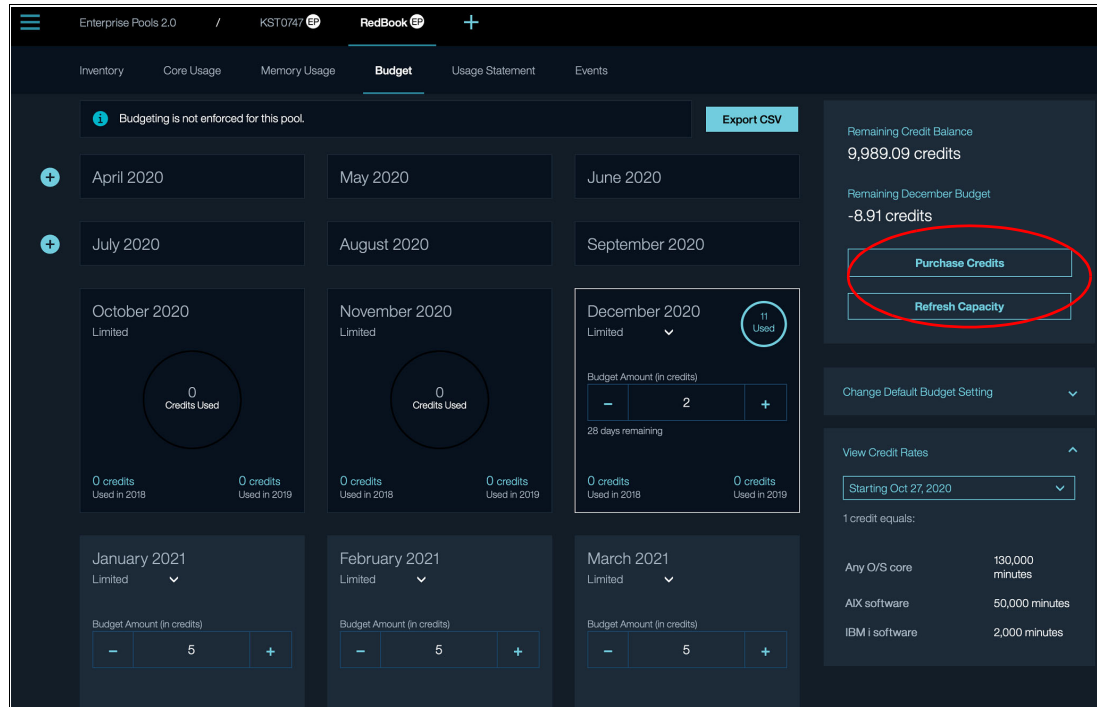 Enterprise Pools 2.0 / KST0747 EP RedBook EP +
Inventory Core Usage Memory Usage Budget Usage Statement Events
i Budgeting is not enforced for this pool. Export CSV
Remaining Credit Balance
9,989.09 credits
Remaining December Budget
-8.91 credits
Purchase Credits
Refresh Capacity
+ April 2020 May 2020 June 2020
+ July 2020 August 2020 September 2020
October 2020
Limited
0
Credits Used
0 credits 0 credits
Used in 2018 Used in 2019
November 2020
Limited
0
Credits Used
0 credits 0 credits
Used in 2018 Used in 2019
December 2020
Limited
11
Used
Budget Amount (in credits)
− 2 +
28 days remaining
0 credits 0 credits
Used in 2018 Used in 2019
Change Default Budget Setting
View Credit Rates
Starting Oct 27, 2020
1 credit equals:
Any O/S core 130,000
minutes
AIX software 50,000 minutes
IBM i software 2,000 minutes
January 2021
Limited
Budget Amount (in credits)
− 5 +
February 2021
Limited
Budget Amount (in credits)
− 5 +
March 2021
Limited
Budget Amount (in credits)
− 5 +